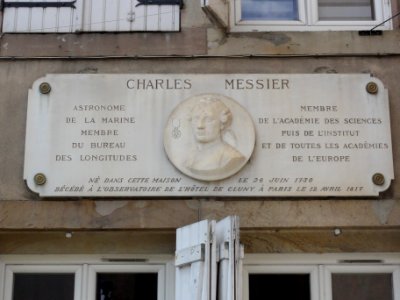 CHARLES MESSIER
ASTRONOME
DE LA MARINE
MEMBRE
DU BUREAU
DES LONGITUDES
MEMBRE
DE L'ACADÉMIE DES SCIENCES
PUIS DE L'INSTITUT
ET DE TOUTES LES ACADÉMIES
DE L'EUROPE
NÉ DANS CETTE MAISON LE 26 JUIN 1730
DÉCÉDÉ À L'OBSERVATOIRE DE L'HÔTEL DE CLUNY À PARIS LE 12 AVRIL 1817